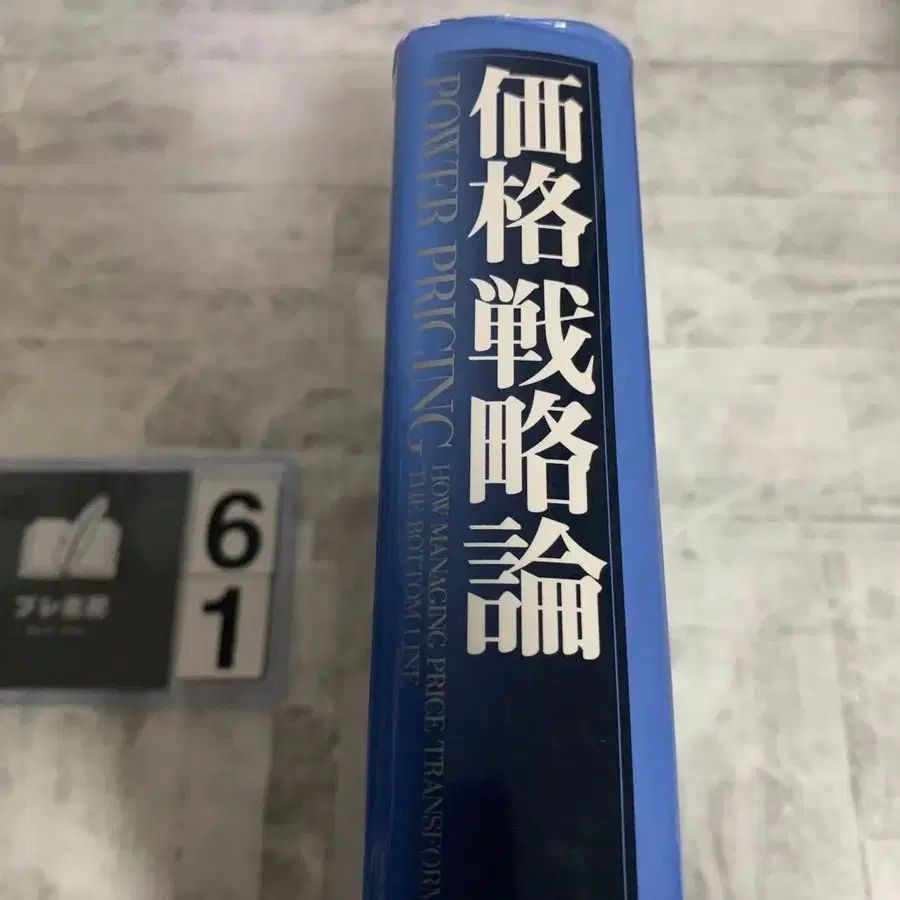 価格戦略論
POWER PRICING
HOW MANAGING PRICE TRANSFORM
THE BOTTOM LINE
6
1